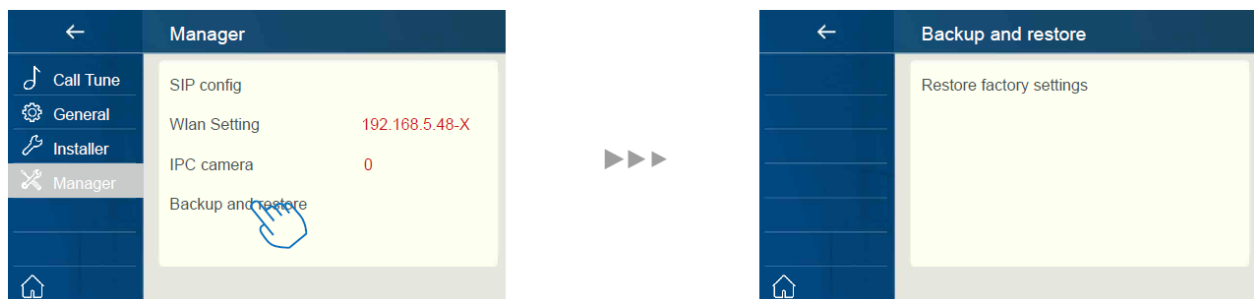 Manager
Call Tune
General
Installer
Manager
SIP config
Wlan Setting 192.168.5.48-X
IPC camera 0
Backup and restore
Backup and restore
Restore factory settings